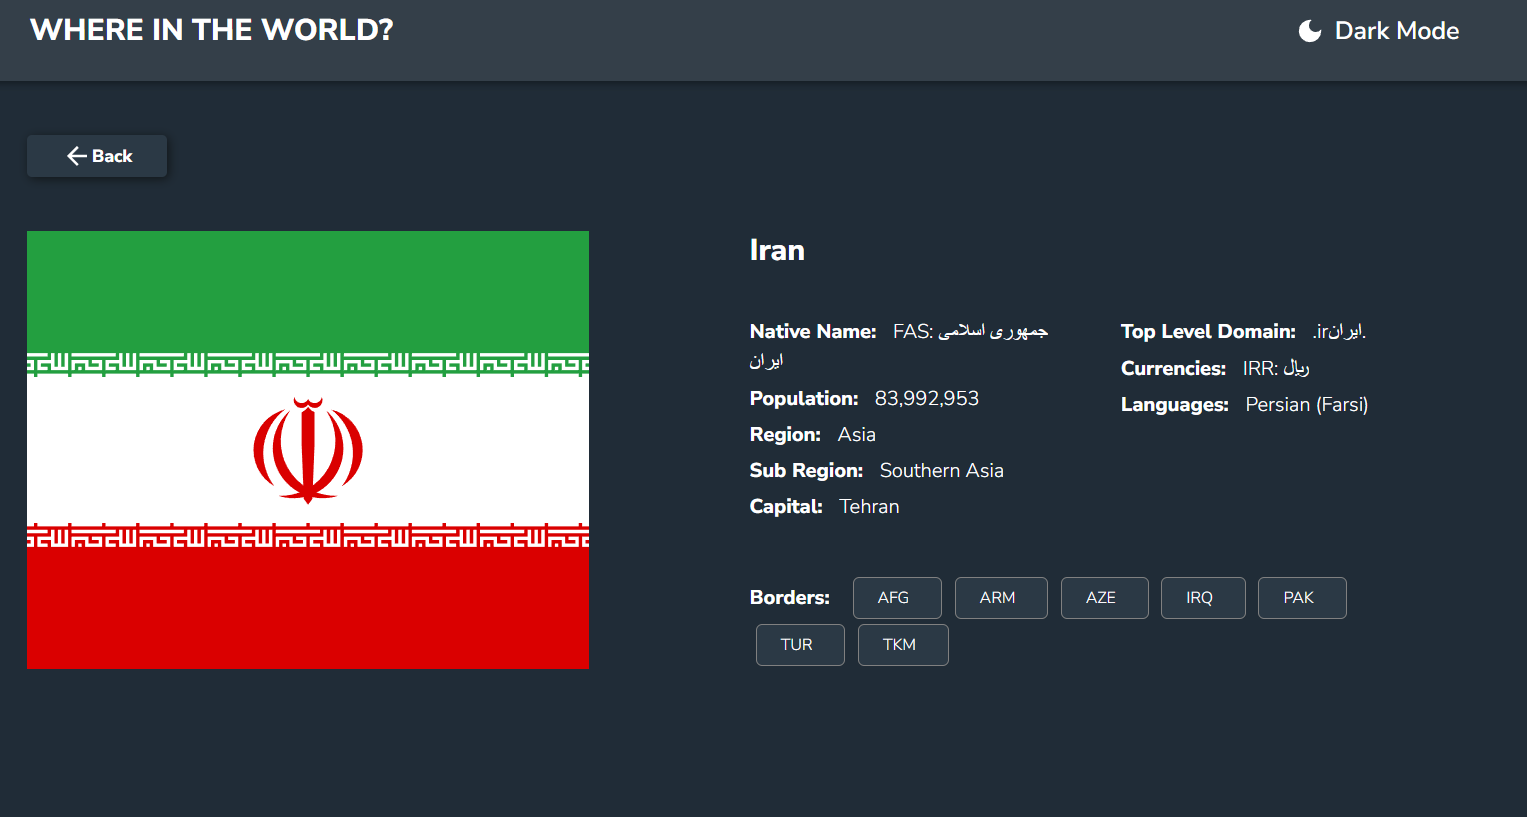 WHERE IN THE WORLD?
Dark Mode
Back
Iran
Native Name: FAS: جمهوری اسلامی
ایران
Population: 83,992,953
Region: Asia
Sub Region: Southern Asia
Capital: Tehran
Top Level Domain: .irایران.
Currencies: IRR: ریال
Languages: Persian (Farsi)
Borders: AFG ARM AZE IRQ PAK
TUR TKM